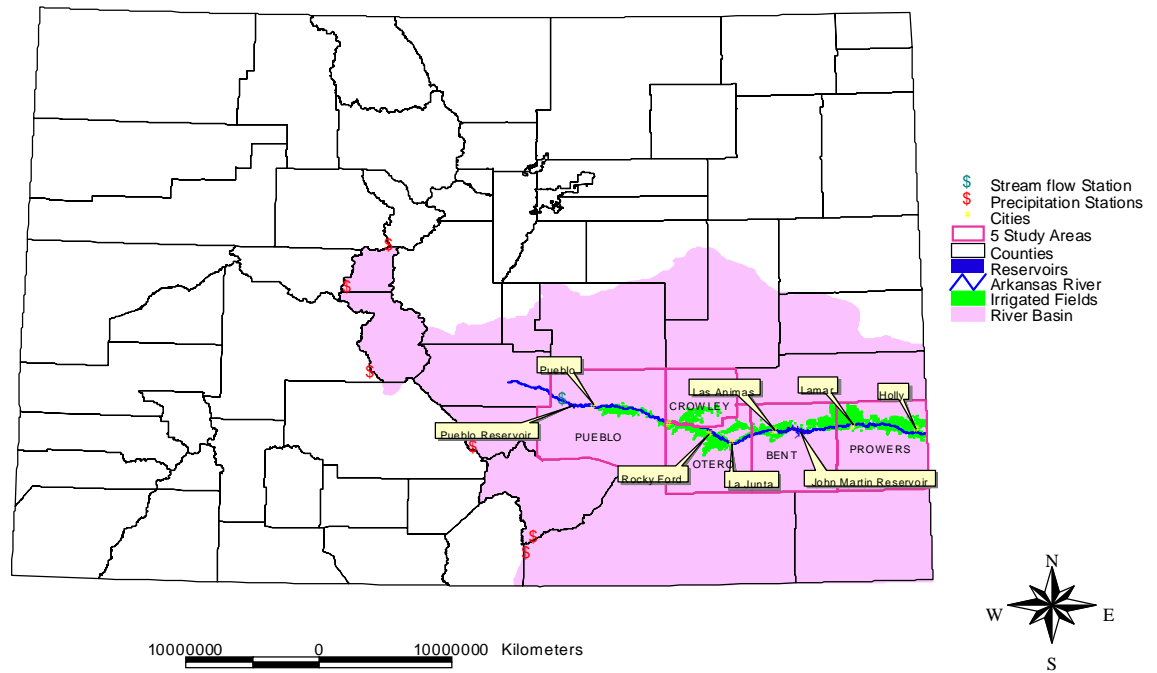 $ Stream flow Station
$ Precipitation Stations
Cities
5 Study Areas
Counties
Reservoirs
Arkansas River
Irrigated Fields
River Basin
$
$
$
$
$
$
$
Pueblo
Las Animas
Lamar
Holly
CROWLEY
Pueblo Reservoir
PUEBLO
OTERO
BENT
PROWERS
Rocky Ford
La Junta
John Martin Reservoir
N
W E
S
10000000 0 10000000 Kilometers